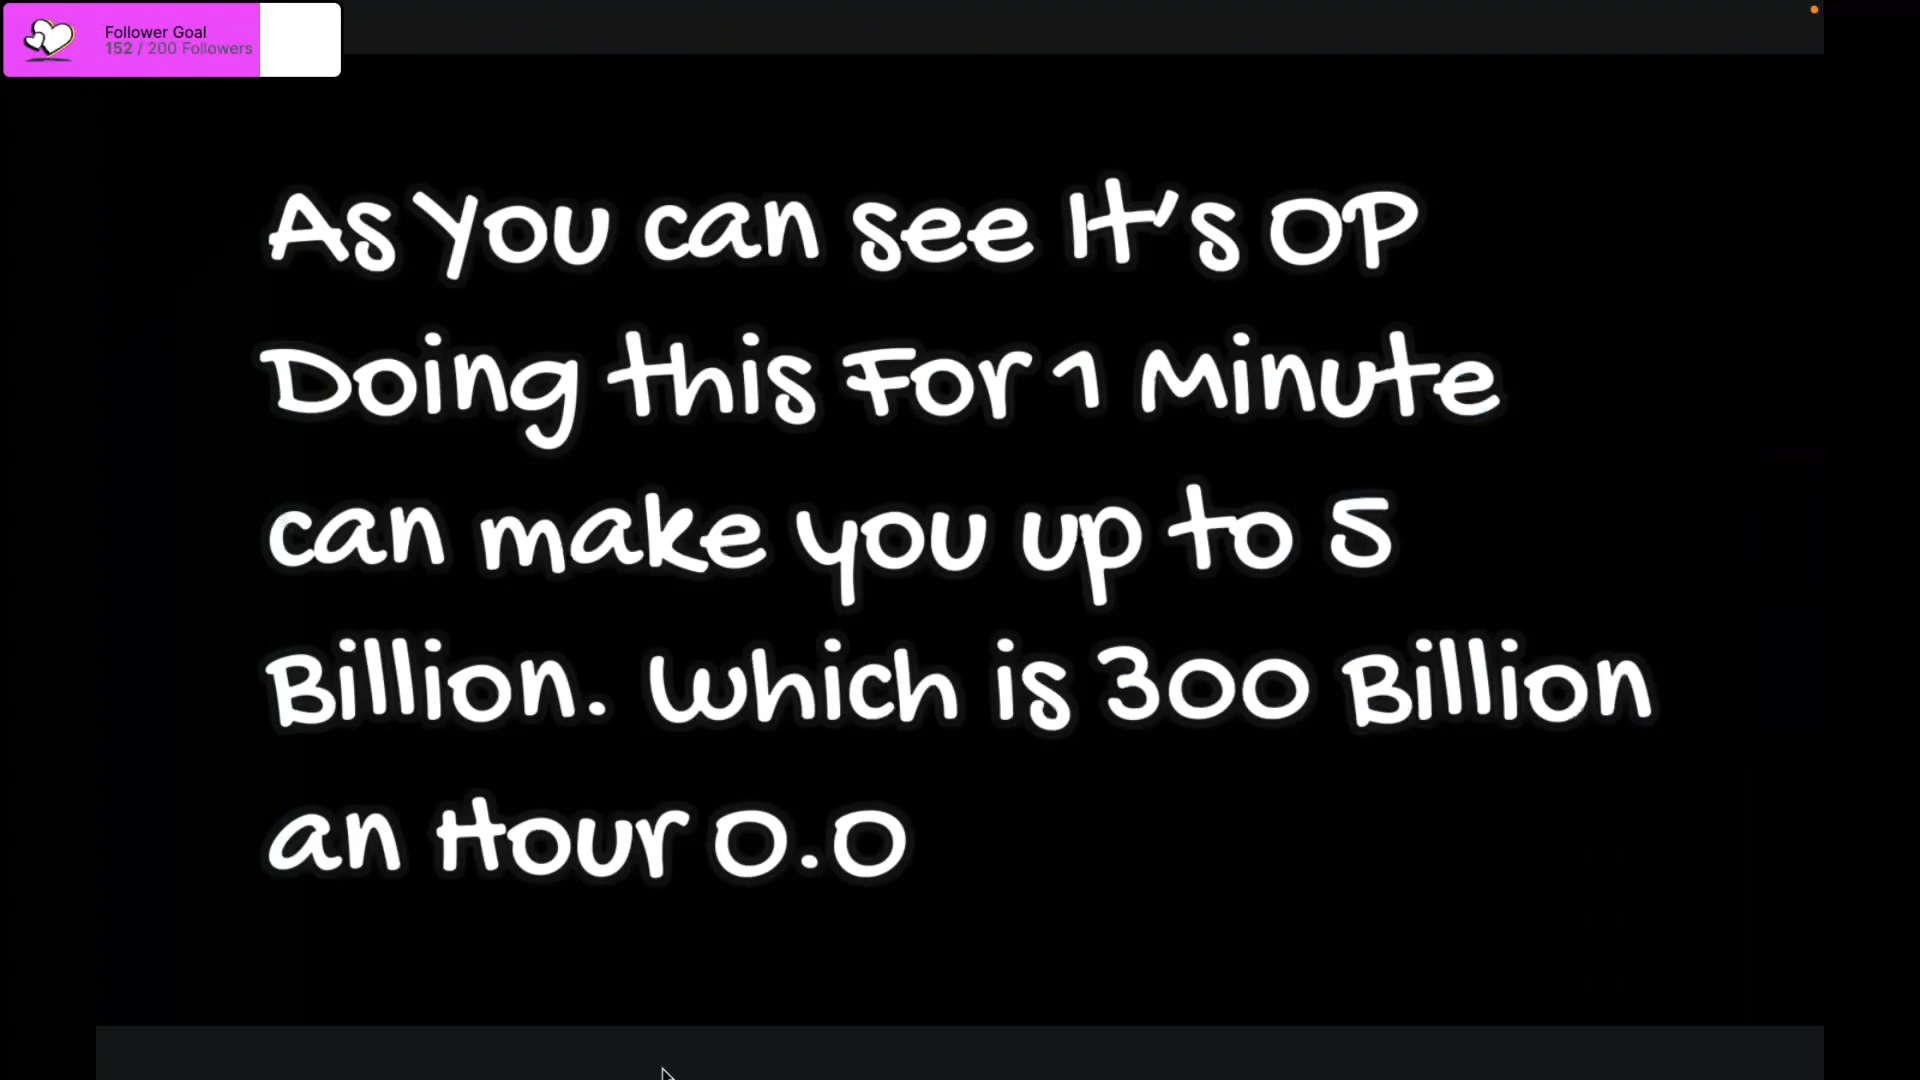 Follower Goal
152 / 200 Followers
As You can see It's OP
Doing this For 1 Minute
can make you up to 5
Billion. Which is 300 Billion
an Hour O.O